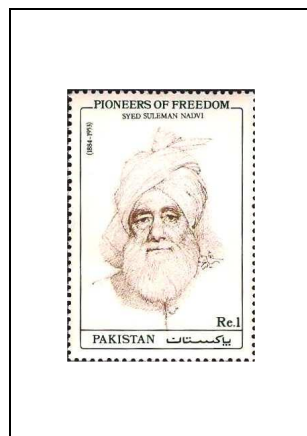 PIONEERS OF FREEDOM
SYED SULEMAN NADVI
(1884-1953)
Re.1
PAKISTAN پاکستان